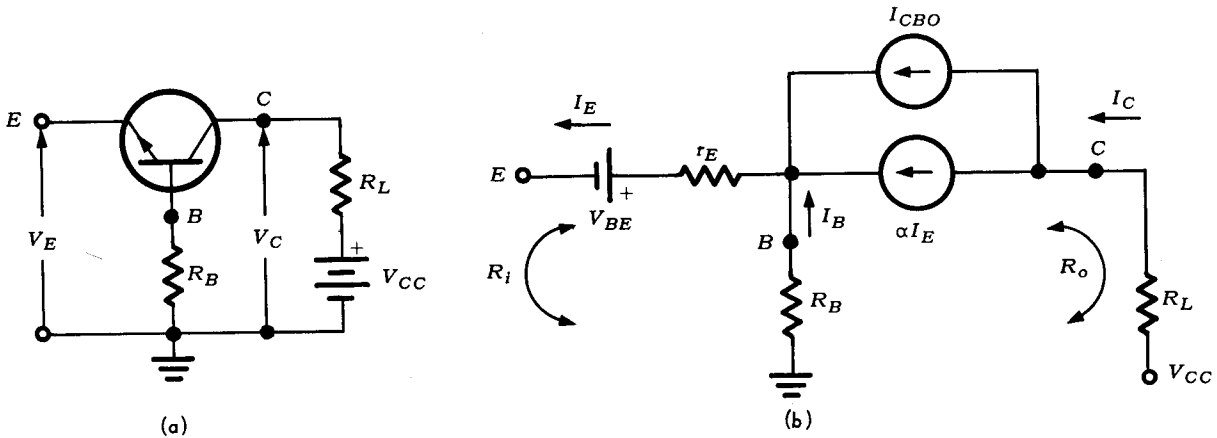 E
C
R_L
B
V_E
V_C
R_B
+
V_CC
(a)
I_CBO
I_E
I_C
r_E
C
E
+
V_BE
I_B
αI_E
B
R_i
R_o
R_B
R_L
V_CC
(b)